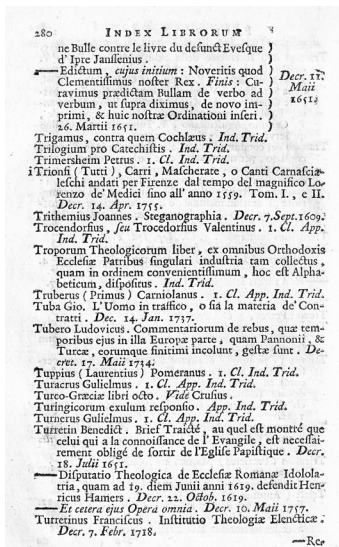 280 INDEX LIBRORUM
ne Bulle contre le livre du defunct Evesque
d' Ipre Janssenius.
—Edictum, cujus initium: Noveritis quod
Clementissimus noster Rex. Finis: Cu-
ravimus prædictam Bullam de verbo ad
verbum, ut supra diximus, de novo im-
primi, & huic nostræ Ordinationi inseri.
26. Martii 1651.
Decr. 11.
Maii
1651.
Trigamus, contra quem Cochlæus. Ind. Trid.
Trilogium pro Catechistis. Ind. Trid.
Trimersheim Petrus. 1. Cl. Ind. Trid.
Trionfi (Tutti), Carri, Mascherate, o Canti Carnascia-
leschi andati per Firenze dal tempo del magnifico Lo-
renzo de' Medici sino all' anno 1559. Tom. I., e II.
Decr. 14. Apr. 1755.
Trithemius Joannes. Steganographia. Decr. 7. Sept. 1609.
Trocendorfius, seu Trocedorfius Valentinus. 1. Cl. App.
Ind. Trid.
Troporum Theologicorum liber, ex omnibus Orthodoxis
Ecclesiæ Patribus singulari industria tam collectus,
quam in ordinem convenientissimum, hoc est Alpha-
beticum, dispositus. Ind. Trid.
Truberus (Primus) Carniolanus. 1. Cl. App. Ind. Trid.
Tuba Gio. L'Uomo in traffico, o sia la materia de' Con-
tratti. Dec. 14. Jan. 1737.
Tubero Ludovicus. Commentariorum de rebus, quæ tem-
poribus ejus in illa Europæ parte, quam Pannonii, &
Turcæ, eorumque finitimi incolunt, gestæ sunt. De-
cret. 17. Maii 1734.
Tuppius (Laurentius) Pomeranus. 1. Cl. Ind. Trid.
Turacrus Gulielmus. 1. Cl. App. Ind. Trid.
Turco-Græciæ libri octo. Vide Crusius.
Turingicorum exulum responsio. App. Ind. Trid.
Turnerus Gulielmus. 1. Cl. App. Ind. Trid.
Turretin Benedict. Brief Traicté, au quel est montré que
celui qui a la connoissance de l' Evangile, est necessai-
rement obligé de sortir de l'Eglise Papistique. Decr.
18. Julii 1651.
—Disputatio Theologica de Ecclesiæ Romanæ Idolola-
tria, quam ad 19. diem Junii anni 1619. defendit Hen-
ricus Hamers. Decr. 22. Octob. 1619.
—Et cetera ejus Opera omnia. Decr. 10. Maii 1757.
Turretinus Franciscus. Institutio Theologiæ Elencticæ.
Decr. 7. Febr. 1718.
—Re-